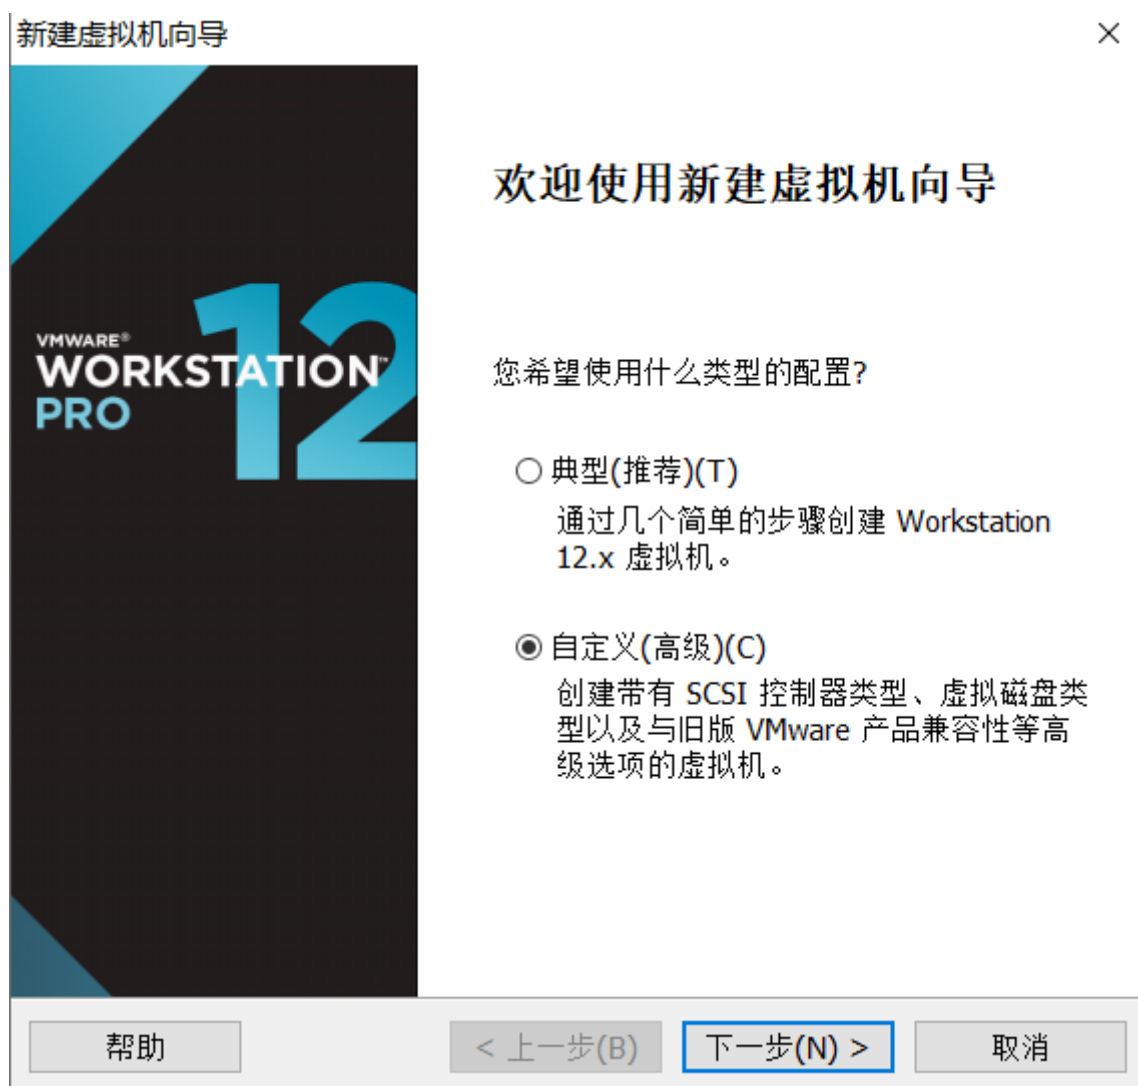 新建虚拟机向导
VMWARE®
WORKSTATION™
PRO
12
欢迎使用新建虚拟机向导
您希望使用什么类型的配置?
典型(推荐)(T)
通过几个简单的步骤创建 Workstation
12.x 虚拟机。
自定义(高级)(C)
创建带有 SCSI 控制器类型、虚拟磁盘类
型以及与旧版 VMware 产品兼容性等高
级选项的虚拟机。
帮助
< 上一步(B)
下一步(N) >
取消